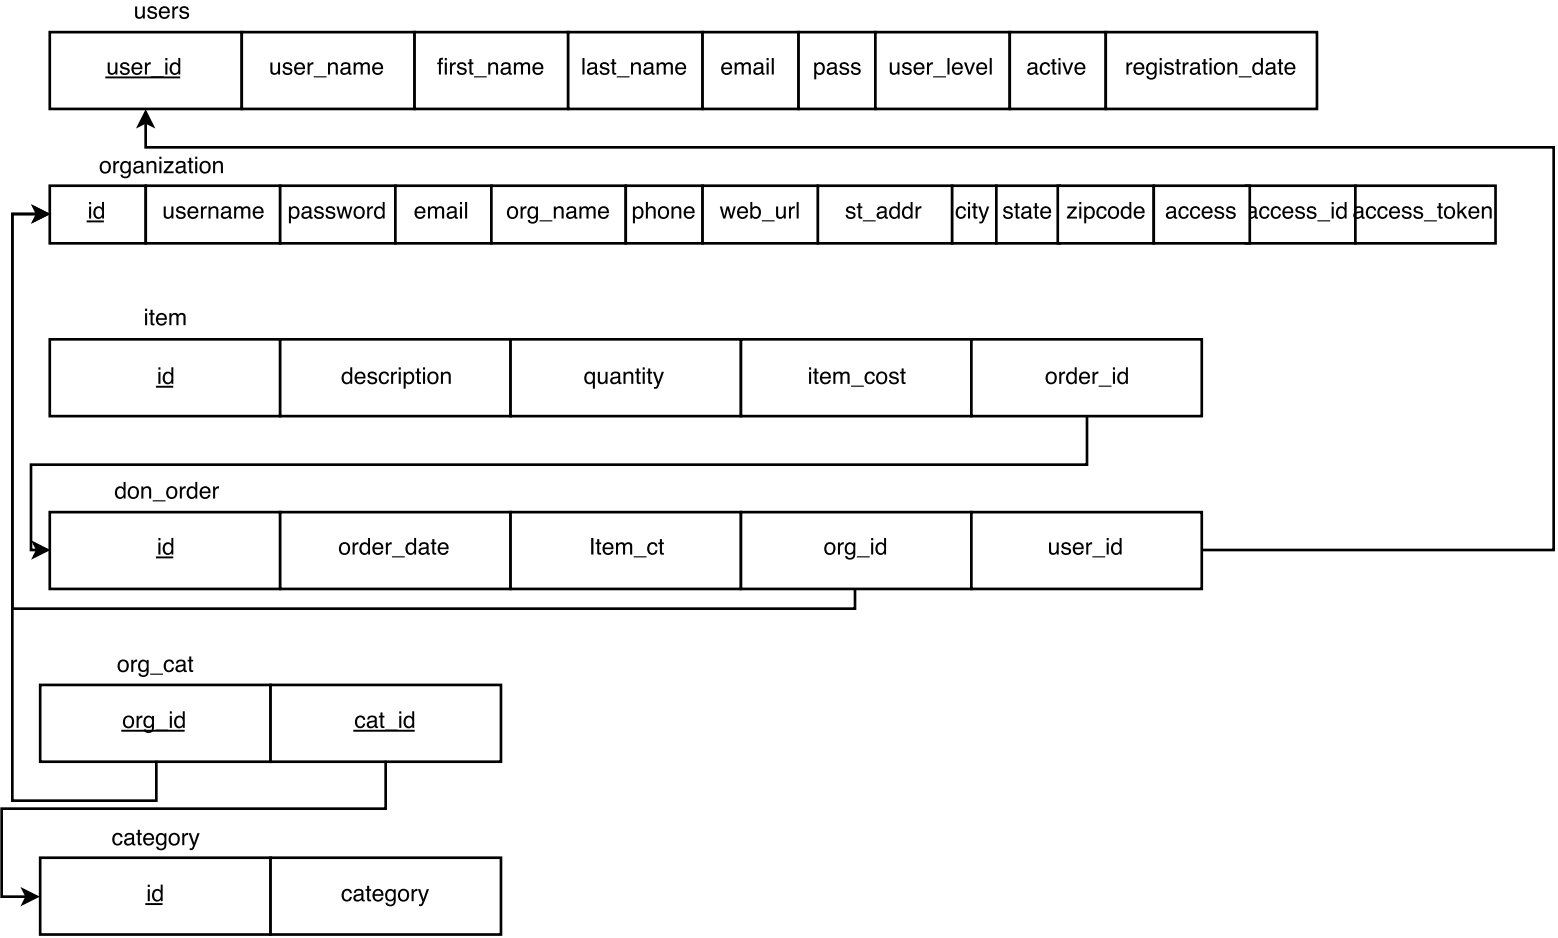 users
user_id user_name first_name last_name email pass user_level active registration_date
organization
id username password email org_name phone web_url st_addr city state zipcode access access_id access_token
item
id description quantity item_cost order_id
don_order
id order_date Item_ct org_id user_id
org_cat
org_id cat_id
category
id category